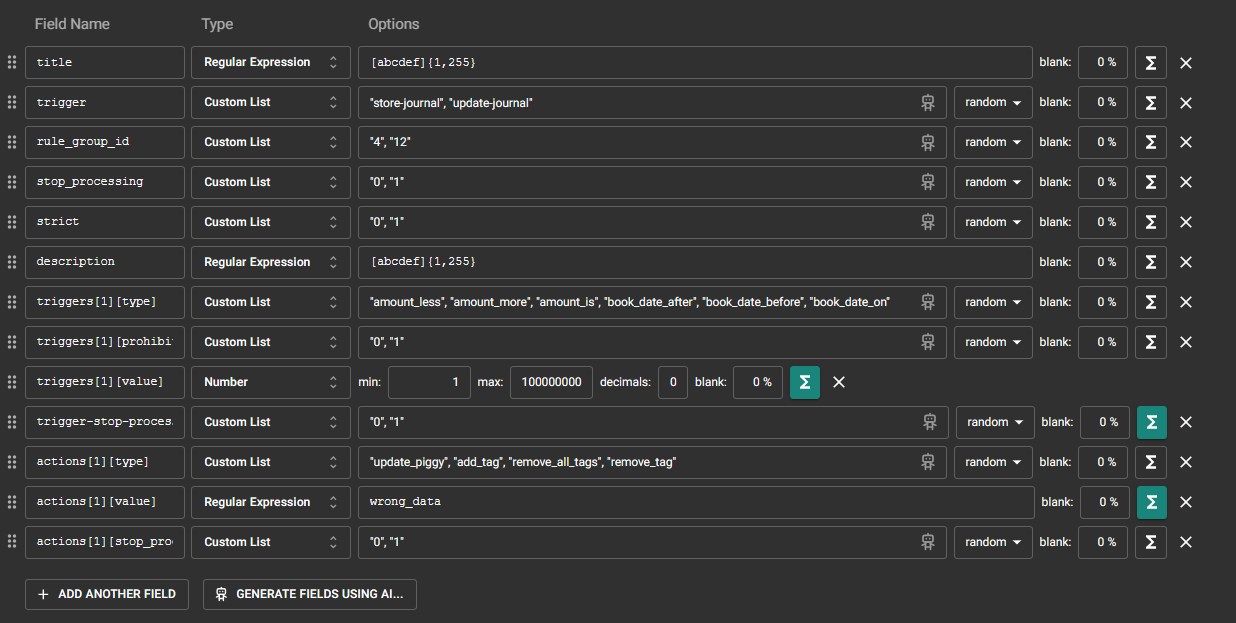 Field Name Type Options
title Regular Expression [abcdef]{1,255} blank: 0 % Σ
trigger Custom List "store-journal", "update-journal" random blank: 0 % Σ
rule_group_id Custom List "4", "12" random blank: 0 % Σ
stop_processing Custom List "0", "1" random blank: 0 % Σ
strict Custom List "0", "1" random blank: 0 % Σ
description Regular Expression [abcdef]{1,255} blank: 0 % Σ
triggers[1][type] Custom List "amount_less", "amount_more", "amount_is", "book_date_after", "book_date_before", "book_date_on" random blank: 0 % Σ
triggers[1][prohibi Custom List "0", "1" random blank: 0 % Σ
triggers[1][value] Number min: 1 max: 100000000 decimals: 0 blank: 0 % Σ
trigger-stop-proces Custom List "0", "1" random blank: 0 % Σ
actions[1][type] Custom List "update_piggy", "add_tag", "remove_all_tags", "remove_tag" random blank: 0 % Σ
actions[1][value] Regular Expression wrong_data blank: 0 % Σ
actions[1][stop_pro Custom List "0", "1" random blank: 0 % Σ
+ ADD ANOTHER FIELD GENERATE FIELDS USING AI...